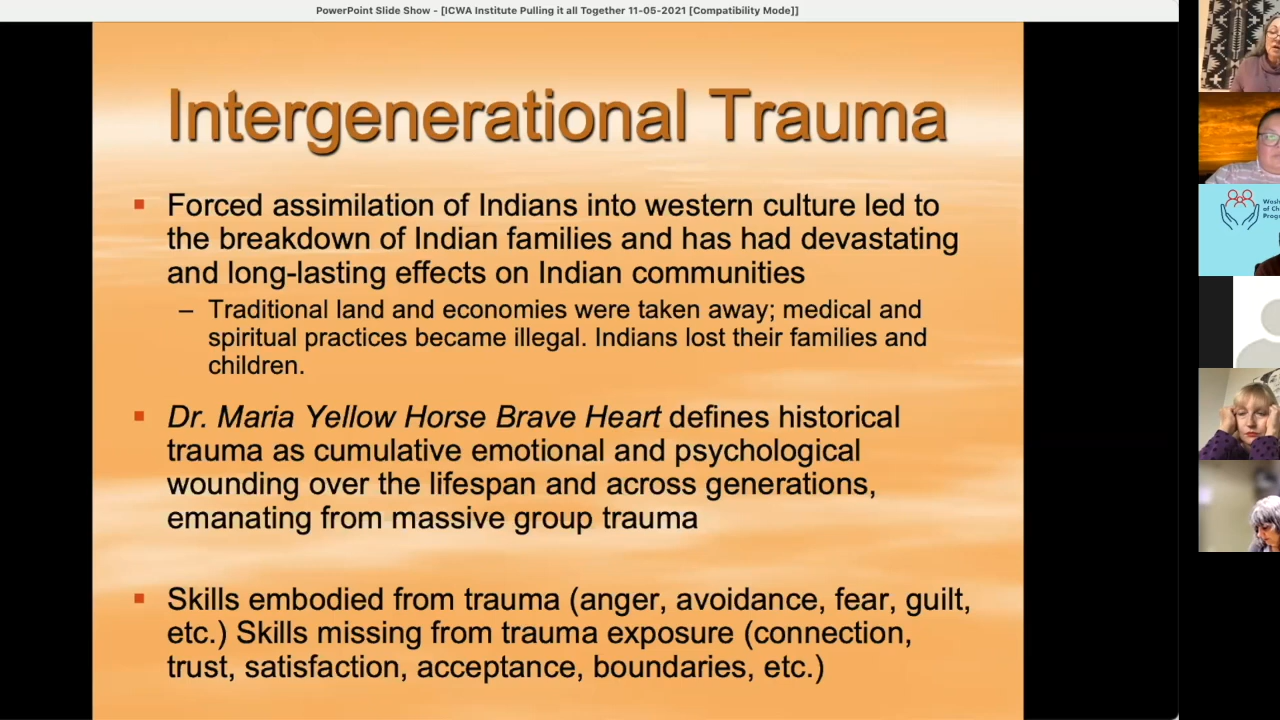 PowerPoint Slide Show - [ICWA Institute Pulling it all Together 11-05-2021 [Compatibility Mode]]
Intergenerational Trauma
▪ Forced assimilation of Indians into western culture led to
the breakdown of Indian families and has had devastating
and long-lasting effects on Indian communities
– Traditional land and economies were taken away; medical and
spiritual practices became illegal. Indians lost their families and
children.
▪ Dr. Maria Yellow Horse Brave Heart defines historical
trauma as cumulative emotional and psychological
wounding over the lifespan and across generations,
emanating from massive group trauma
▪ Skills embodied from trauma (anger, avoidance, fear, guilt,
etc.) Skills missing from trauma exposure (connection,
trust, satisfaction, acceptance, boundaries, etc.)
of Ch